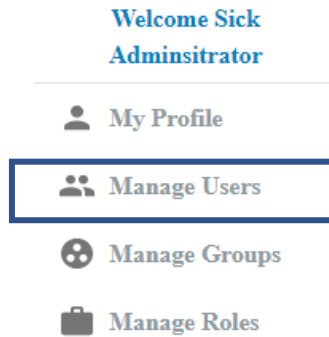 Welcome Sick
Adminsitrator
My Profile
Manage Users
Manage Groups
Manage Roles